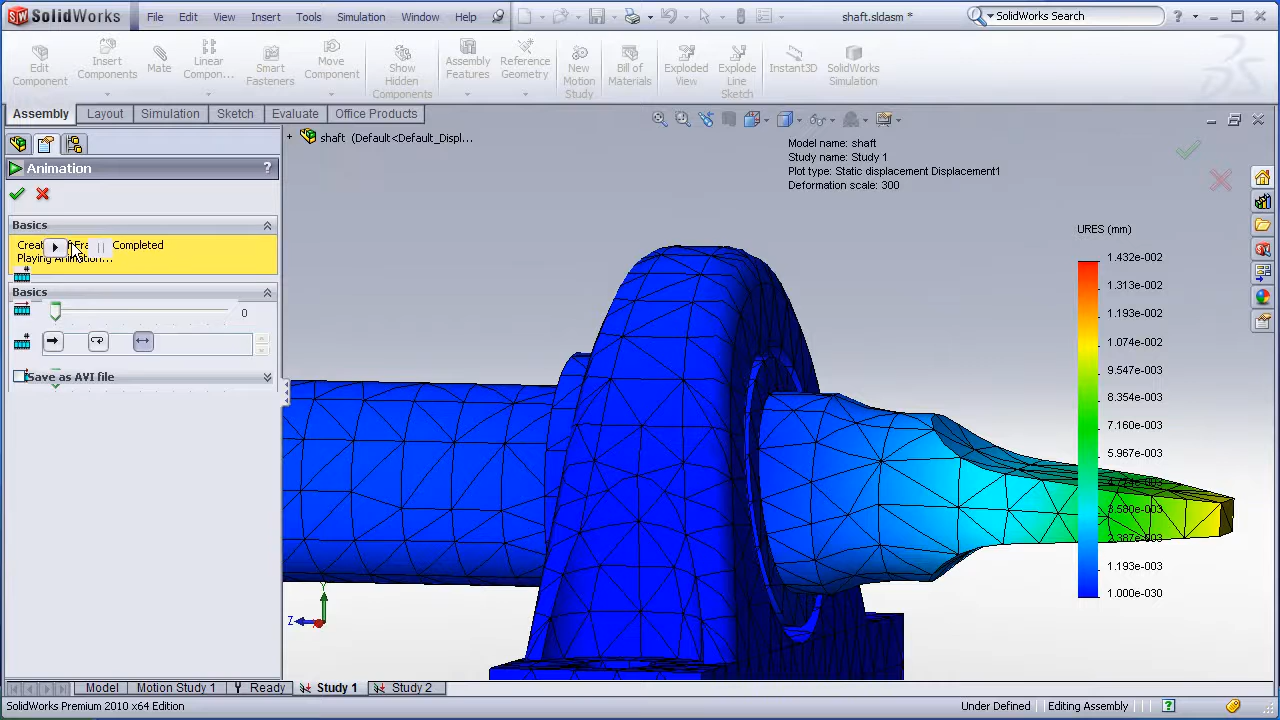 SolidWorks
File Edit View Insert Tools Simulation Window Help
shaft.sldasm *
SolidWorks Search
Edit
Component
Insert
Components
Mate
Linear
Compon...
Smart
Fasteners
Move
Component
Show
Hidden
Components
Assembly
Features
Reference
Geometry
New
Motion
Study
Bill of
Materials
Exploded
View
Explode
Line
Sketch
Instant3D
SolidWorks
Simulation
Assembly Layout Simulation Sketch Evaluate Office Products
shaft (Default<Default_Displ...
Animation
?
Basics
Completed
Playing Animation...
Basics
0
Save as AVI file
Model name: shaft
Study name: Study 1
Plot type: Static displacement Displacement1
Deformation scale: 300
URES (mm)
1.432e-002
1.313e-002
1.193e-002
1.074e-002
9.547e-003
8.354e-003
7.160e-003
5.967e-003
3.580e-003
2.387e-003
1.193e-003
1.000e-030
Y
Z
Model Motion Study 1 Ready Study 1 Study 2
SolidWorks Premium 2010 x64 Edition
Under Defined Editing Assembly